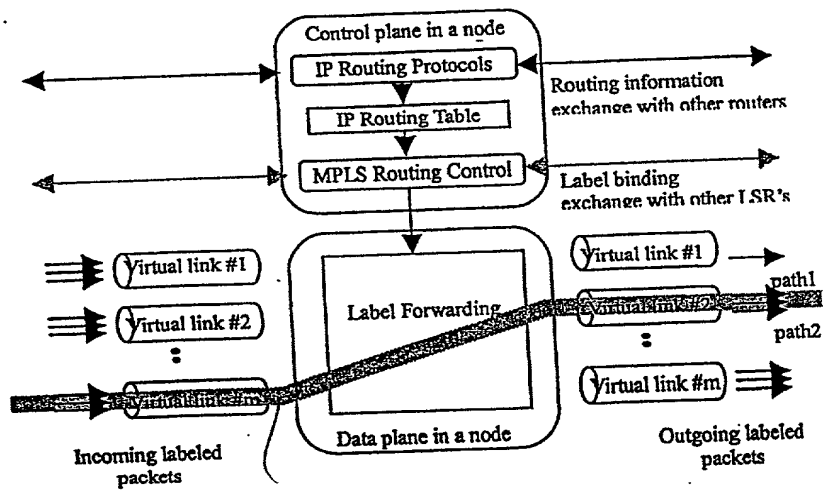 Control plane in a node
IP Routing Protocols
IP Routing Table
MPLS Routing Control
Routing information
exchange with other routers
Label binding
exchange with other LSR's
Virtual link #1
Virtual link #2
Virtual link #m
Incoming labeled
packets
Label Forwarding
Data plane in a node
Virtual link #1
Virtual link #2
Virtual link #m
path1
path2
Outgoing labeled
packets